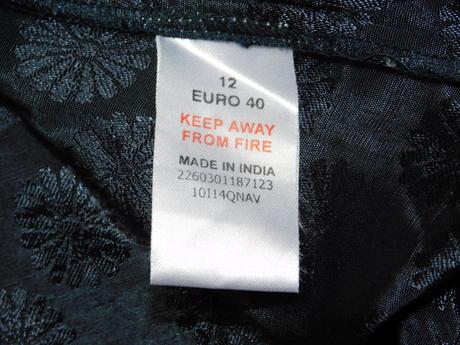 12
EURO 40
KEEP AWAY
FROM FIRE
MADE IN INDIA
2260301187123
10I14QNAV